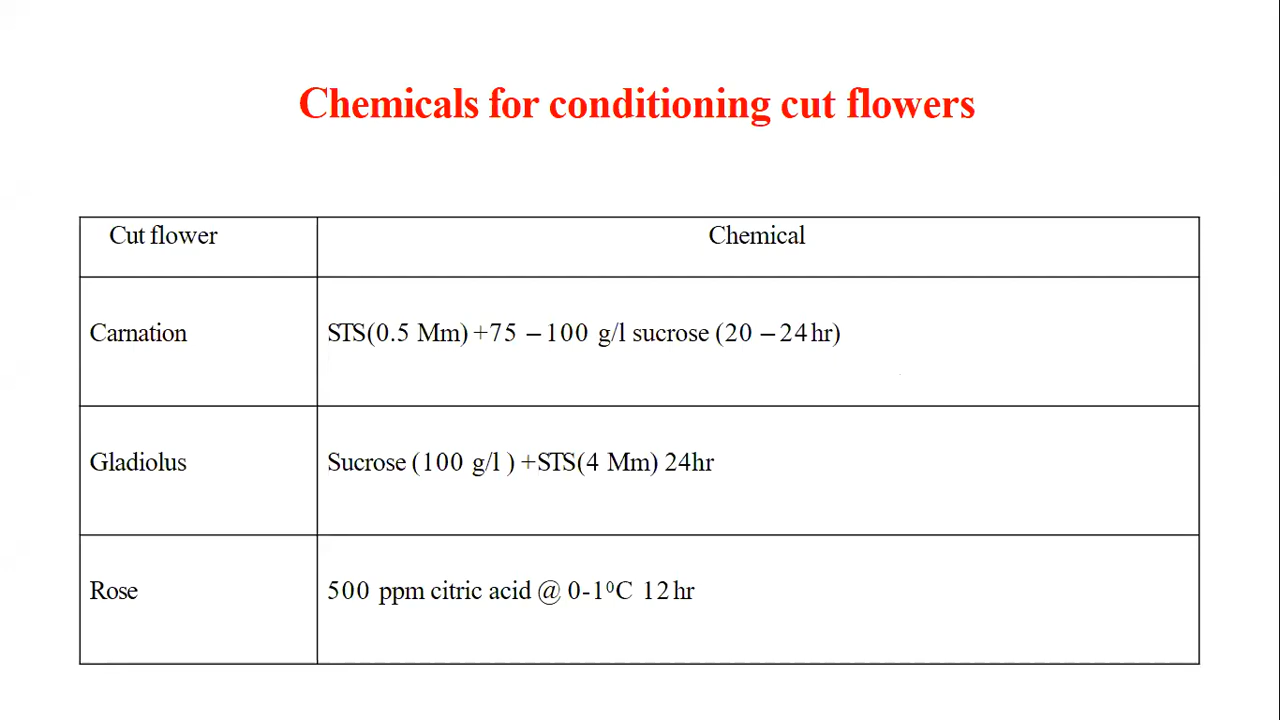 Chemicals for conditioning cut flowers
Cut flower Chemical
Carnation STS(0.5 Mm) +75 – 100 g/l sucrose (20 – 24 hr)
Gladiolus Sucrose (100 g/l ) +STS(4 Mm) 24hr
Rose 500 ppm citric acid @ 0-1⁰C 12 hr